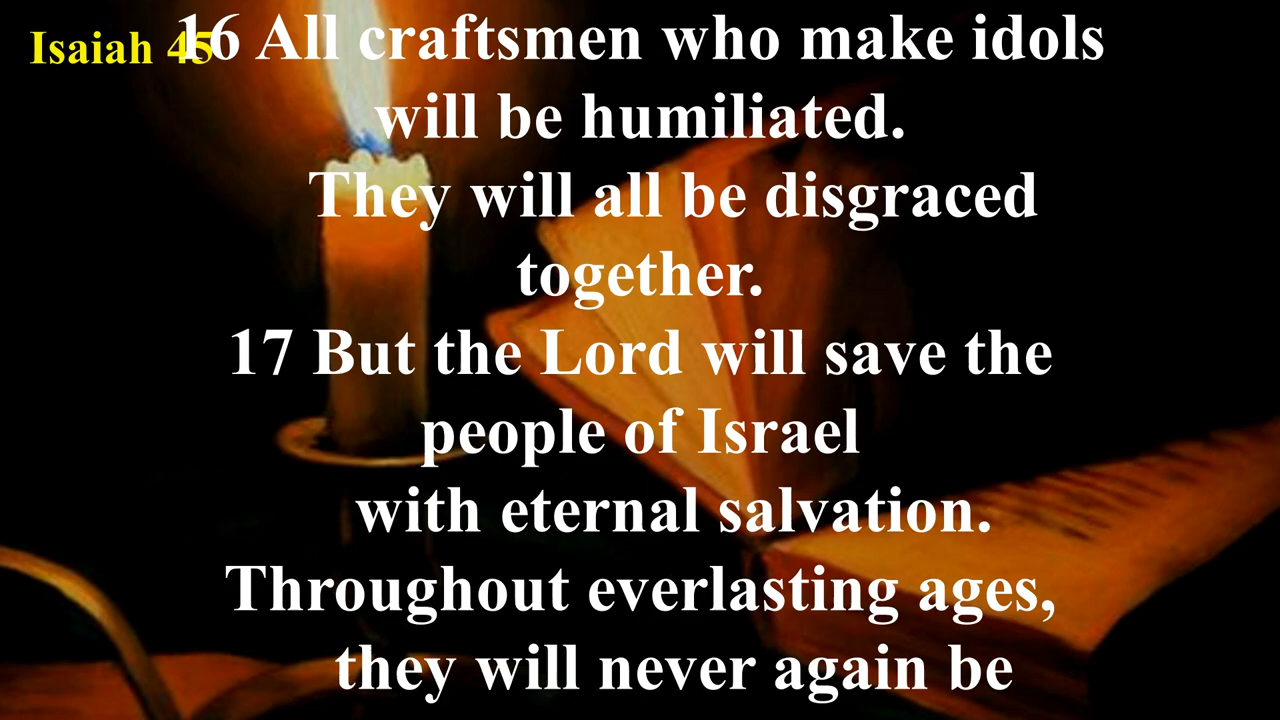 Isaiah 45
16 All craftsmen who make idols
will be humiliated.
They will all be disgraced
together.
17 But the Lord will save the
people of Israel
with eternal salvation.
Throughout everlasting ages,
they will never again be